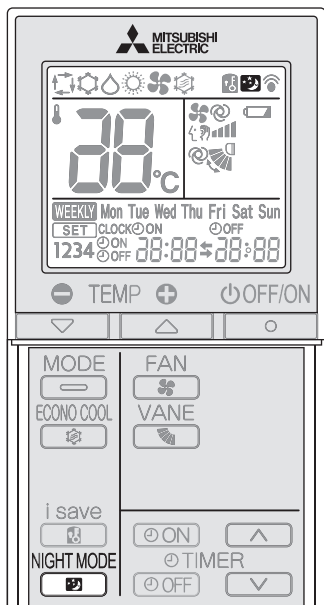 MITSUBISHI
ELECTRIC
88°C
WEEKLY Mon Tue Wed Thu Fri Sat Sun
SET CLOCK ON OFF
1234 ON OFF 88:88 88:88
TEMP OFF/ON
MODE FAN
ECONO COOL VANE
i save
ON
NIGHT MODE TIMER
OFF